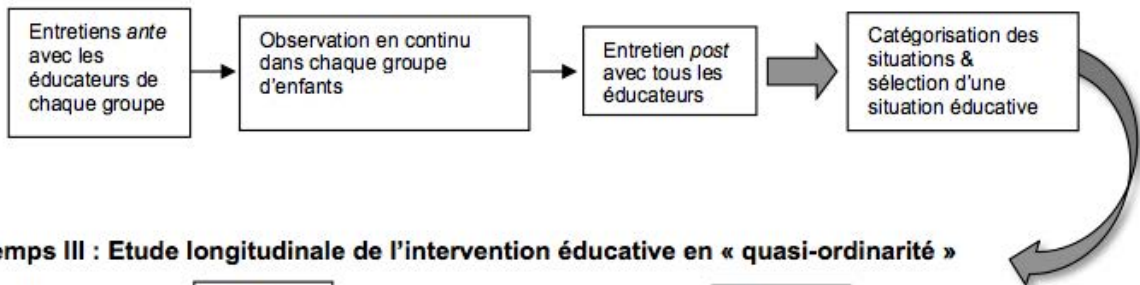 Entretiens ante
avec les
éducateurs de
chaque groupe
Observation en continu
dans chaque groupe
d'enfants
Entretien post
avec tous les
éducateurs
Catégorisation des
situations &
sélection d'une
situation éducative
emps III : Etude longitudinale de l'intervention éducative en « quasi-ordinarité »